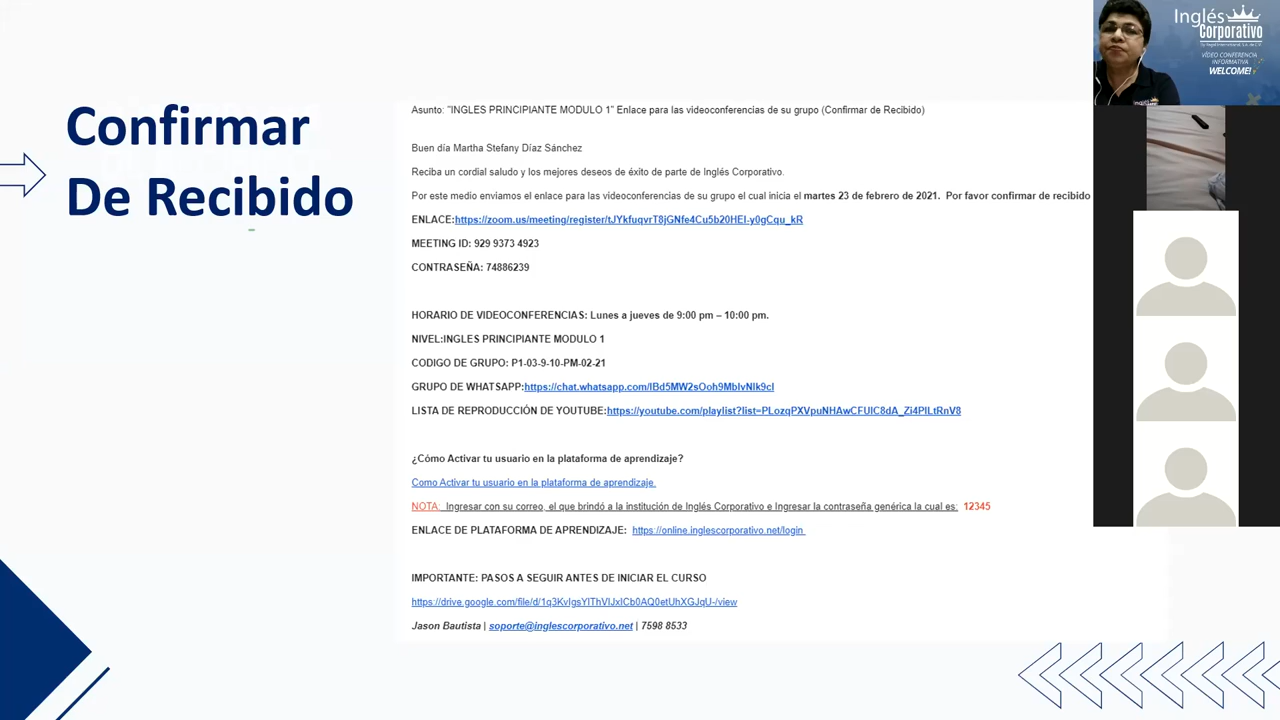 Confirmar
De Recibido
Asunto: "INGLES PRINCIPIANTE MODULO 1" Enlace para las videoconferencias de su grupo (Confirmar de Recibido)
Buen día Martha Stefany Díaz Sánchez
Reciba un cordial saludo y los mejores deseos de éxito de parte de Inglés Corporativo.
Por este medio enviamos el enlace para las videoconferencias de su grupo el cual inicia el martes 23 de febrero de 2021. Por favor confirmar de recibido
ENLACE:https://zoom.us/meeting/register/tJYkfuqvrT8jGNfe4Cu5b20HEI-y0gCqu_kR
MEETING ID: 929 9373 4923
CONTRASEÑA: 74886239
HORARIO DE VIDEOCONFERENCIAS: Lunes a jueves de 9:00 pm – 10:00 pm.
NIVEL:INGLES PRINCIPIANTE MODULO 1
CODIGO DE GRUPO: P1-03-9-10-PM-02-21
GRUPO DE WHATSAPP:https://chat.whatsapp.com/IBd5MW2sOoh9MbIvNlk9cI
LISTA DE REPRODUCCIÓN DE YOUTUBE:https://youtube.com/playlist?list=PLozqPXVpuNHAwCFUIC8dA_Zi4PILtRnV8
¿Cómo Activar tu usuario en la plataforma de aprendizaje?
Como Activar tu usuario en la plataforma de aprendizaje.
NOTA: Ingresar con su correo, el que brindó a la institución de Inglés Corporativo e Ingresar la contraseña genérica la cual es: 12345
ENLACE DE PLATAFORMA DE APRENDIZAJE: https://online.inglescorporativo.net/login
IMPORTANTE: PASOS A SEGUIR ANTES DE INICIAR EL CURSO
https://drive.google.com/file/d/1q3KvIgsYIThVIJxICb0AQ0etUhXGJqU-/view
Jason Bautista | soporte@inglescorporativo.net | 7598 8533
Inglés
Corporativo
VIDEO CONFERENCIA
INFORMATIVA
WELCOME!